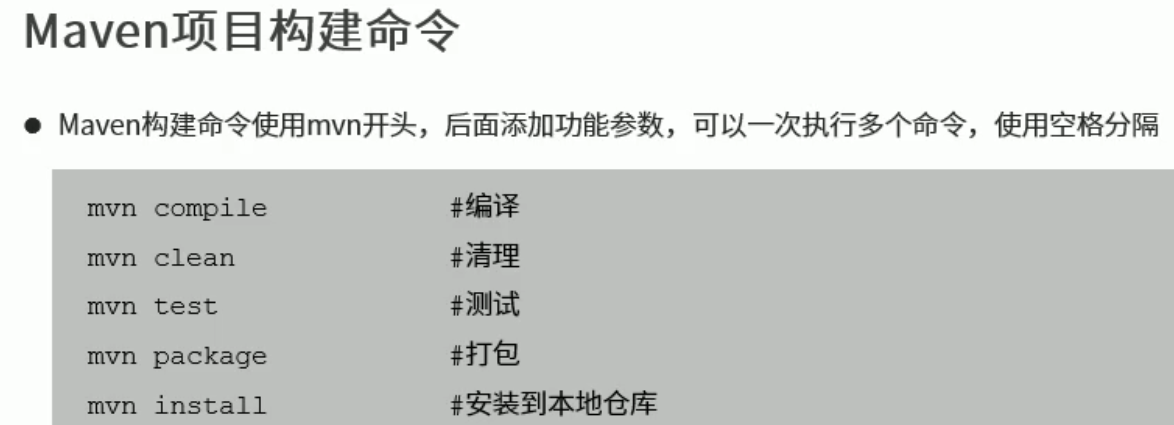 Maven项目构建命令
● Maven构建命令使用mvn开头，后面添加功能参数，可以一次执行多个命令，使用空格分隔
mvn compile #编译
mvn clean #清理
mvn test #测试
mvn package #打包
mvn install #安装到本地仓库